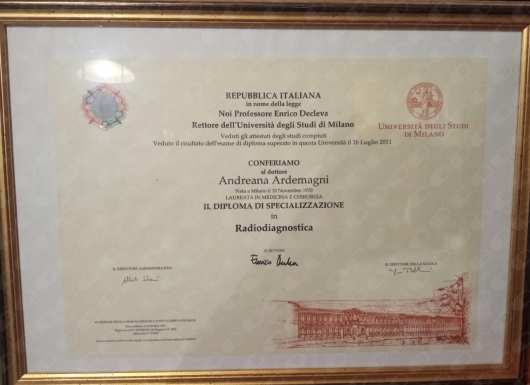 REPUBBLICA ITALIANA
in nome della legge
Noi Professore Enrico Decleva
Rettore dell'Università degli Studi di Milano
Veduti gli attestati degli studi compiuti
Veduto il risultato dell'esame di diploma superato in questa Università il 26 Luglio 2011
UNIVERSITÀ DEGLI STUDI
DI MILANO
CONFERIAMO
al dottore
Andreana Ardemagni
Nata a Milano il 10 Novembre 1970
LAUREATA IN MEDICINA E CHIRURGIA
IL DIPLOMA DI SPECIALIZZAZIONE
in
Radiodiagnostica
IL RETTORE
Enrico Decleva
IL DIRETTORE AMMINISTRATIVO
IL DIRETTORE DELLA SCUOLA